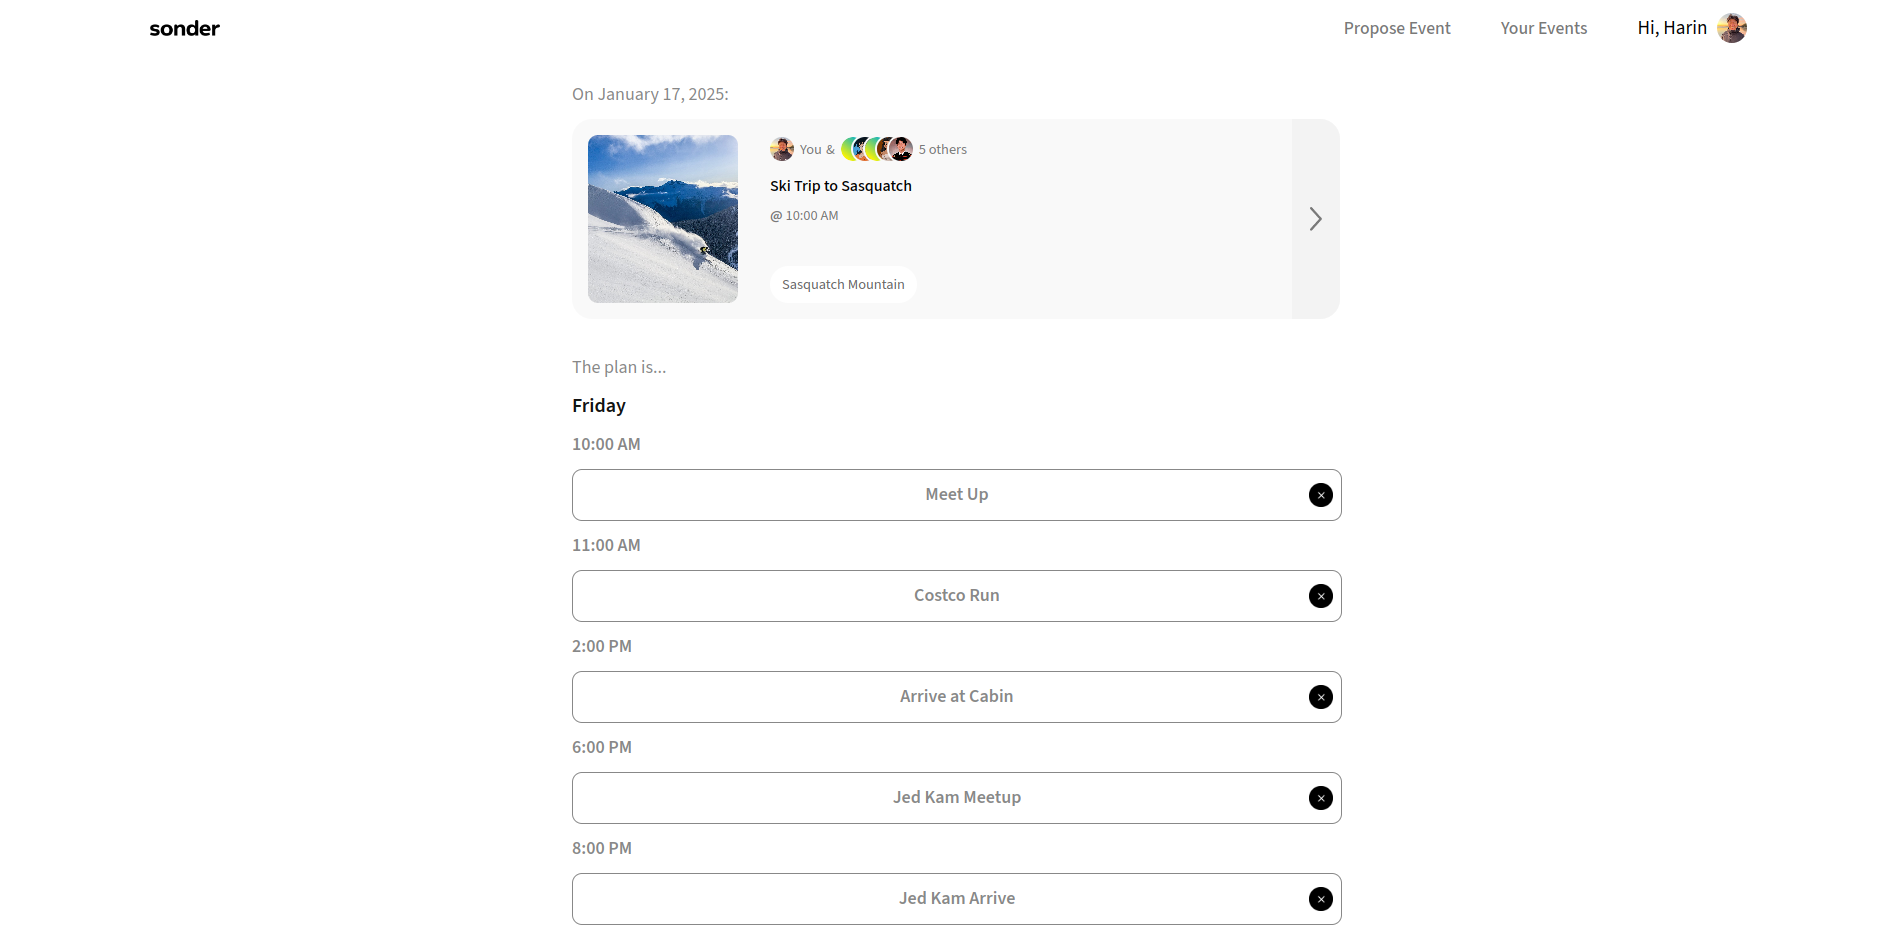 sonder
Propose Event
Your Events
Hi, Harin
On January 17, 2025:
You & 5 others
Ski Trip to Sasquatch
@ 10:00 AM
Sasquatch Mountain
The plan is...
Friday
10:00 AM
Meet Up
11:00 AM
Costco Run
2:00 PM
Arrive at Cabin
6:00 PM
Jed Kam Meetup
8:00 PM
Jed Kam Arrive